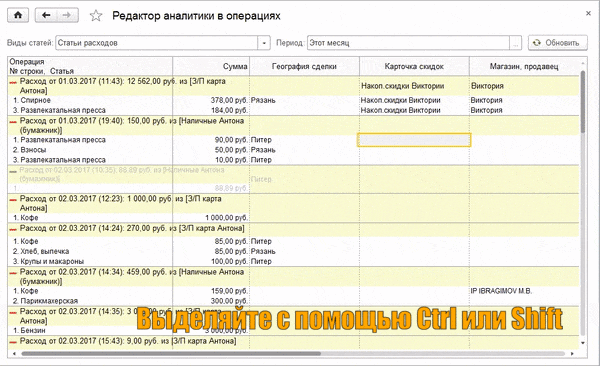 Редактор аналитики в операциях
Виды статей: Статьи расходов Период: Этот месяц ... Обновить
Операция Сумма География сделки Карточка скидок Магазин, продавец
№ строки, Статья
Расход от 01.03.2017 (11:43): 12 562,00 руб. из [З/П карта Антона] Накоп.скидки Виктории Виктория
1. Спиртное 378,00 руб. Рязань Накоп.скидки Виктории Виктория
3. Развлекательная пресса 184,00 руб. Накоп.скидки Виктории Виктория
Расход от 01.03.2017 (19:40): 150,00 руб. из [Наличные Антона (бумажник)]
1. Развлекательная пресса 90,00 руб. Питер
2. Взносы 50,00 руб. Рязань
3. Развлекательная пресса 10,00 руб. Питер
Расход от 02.03.2017 (10:35): 88,89 руб. из [Наличные Антона (бумажник)] Питер
1. 88,89 руб.
Расход от 02.03.2017 (12:23): 1 000,00 руб. из [З/П карта Антона]
1. Кофе 1 000,00 руб.
Расход от 02.03.2017 (14:24): 270,00 руб. из [З/П карта Антона]
1. Кофе 85,00 руб. Питер
2. Хлеб, выпечка 85,00 руб. Рязань
3. Крупы и макароны 100,00 руб. Питер
Расход от 02.03.2017 (14:34): 459,00 руб. из [Наличные Антона (бумажник)]
1. Кофе 159,00 руб. IP IBRAGIMOV M.B.
2. Парикмахерская 300,00 руб.
Расход от 02.03.2017 (14:35): 3
Антона]
Выделяйте с помощью Ctrl или Shift
1. Бензин
Расход от 02.03.2017 (15:43): 9,00 руб. из [З/П карта Антона]